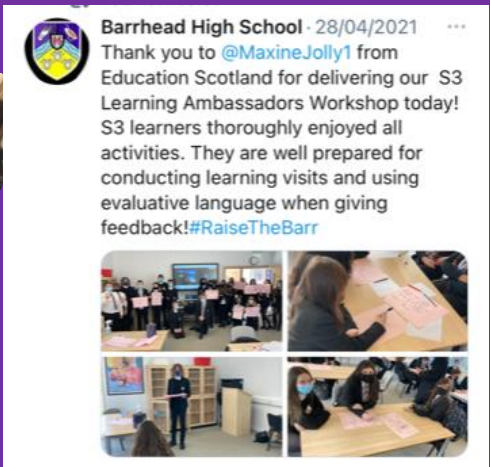 Barrhead High School · 28/04/2021 ···
Thank you to @MaxineJolly1 from
Education Scotland for delivering our S3
Learning Ambassadors Workshop today!
S3 learners thoroughly enjoyed all
activities. They are well prepared for
conducting learning visits and using
evaluative language when giving
feedback!#RaiseTheBarr